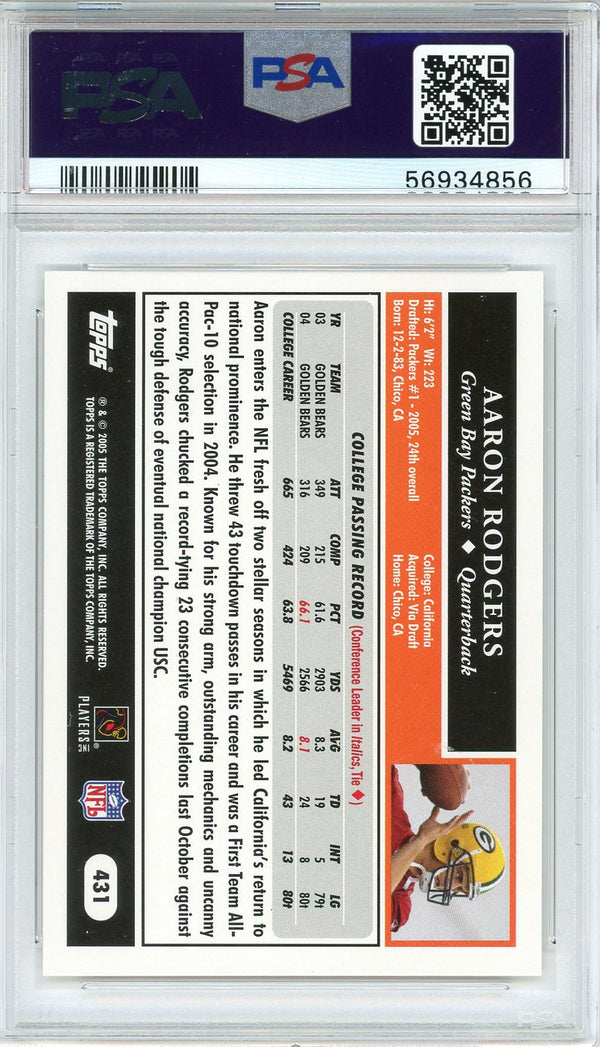 PSA PSA PSA
PSA
PSA PSA PSA
PSA
56934856
AARON RODGERS
Green Bay Packers ♦ Quarterback
Ht: 6'2" Wt: 223
Drafted: Packers #1 - 2005, 24th overall
Born: 12-2-83, Chico, CA
College: California
Acquired: Via Draft
Home: Chico, CA
COLLEGE PASSING RECORD (Conference Leader in Italics, Tie ♦)
YR TEAM ATT COMP PCT YDS AVG TD INT LG
03 GOLDEN BEARS 349 215 61.6 2903 8.3 19 5 79t
04 GOLDEN BEARS 316 209 66.1 2566 8.1 24 8 80t
COLLEGE CAREER 665 424 63.8 5469 8.2 43 13 80t
Aaron enters the NFL fresh off two stellar seasons in which he led California's return to
national prominence. He threw 43 touchdown passes in his career and was a First Team All-
Pac-10 selection in 2004. Known for his strong arm, outstanding mechanics and uncanny
accuracy, Rodgers chucked a record-tying 23 consecutive completions last October against
the tough defense of eventual national champion USC.
topps
® & © 2005 THE TOPPS COMPANY, INC. ALL RIGHTS RESERVED.
TOPPS IS A REGISTERED TRADEMARK OF THE TOPPS COMPANY, INC.
PLAYERS INC
NFL
431
PSA